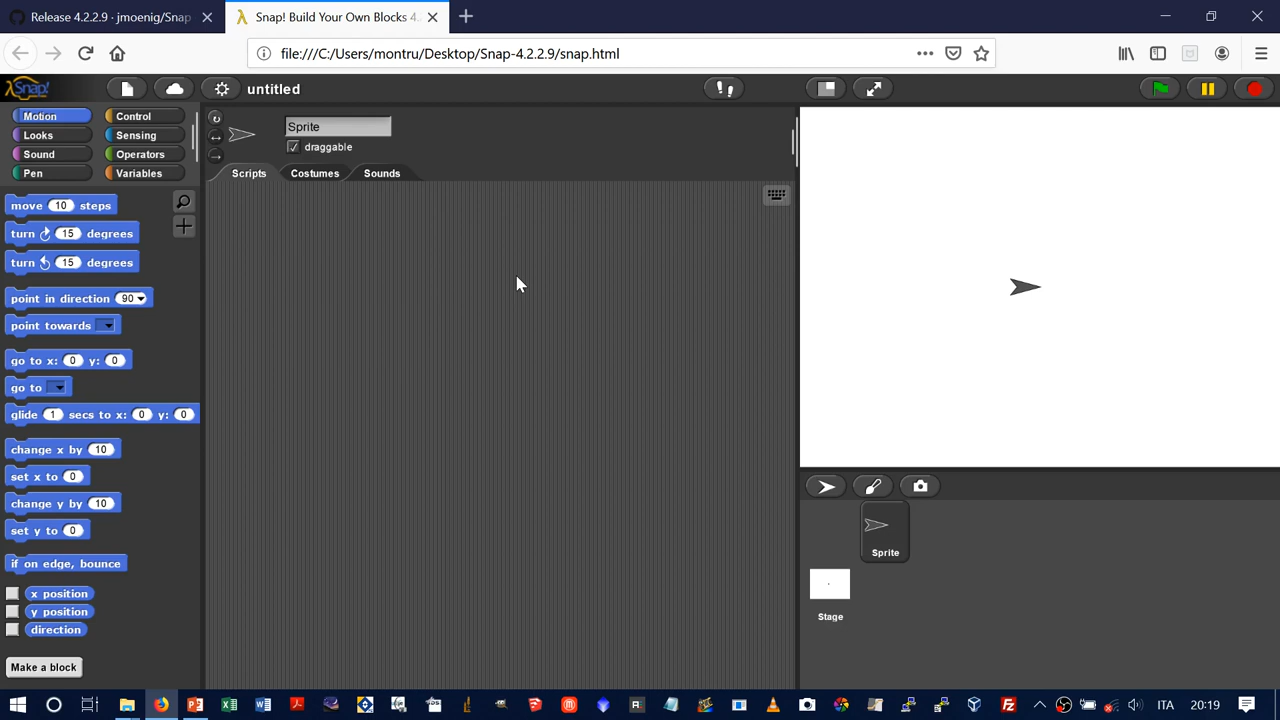 Release 4.2.2.9 · jmoenig/Snap
Snap! Build Your Own Blocks 4.
file:///C:/Users/montru/Desktop/Snap-4.2.2.9/snap.html
Snap!
untitled
Motion
Control
Looks
Sensing
Sound
Operators
Pen
Variables
Sprite
draggable
Scripts
Costumes
Sounds
move 10 steps
turn 15 degrees
turn 15 degrees
point in direction 90
point towards
go to x: 0 y: 0
go to
glide 1 secs to x: 0 y: 0
change x by 10
set x to 0
change y by 10
set y to 0
if on edge, bounce
x position
y position
direction
Make a block
Sprite
Stage
ITA
20:19